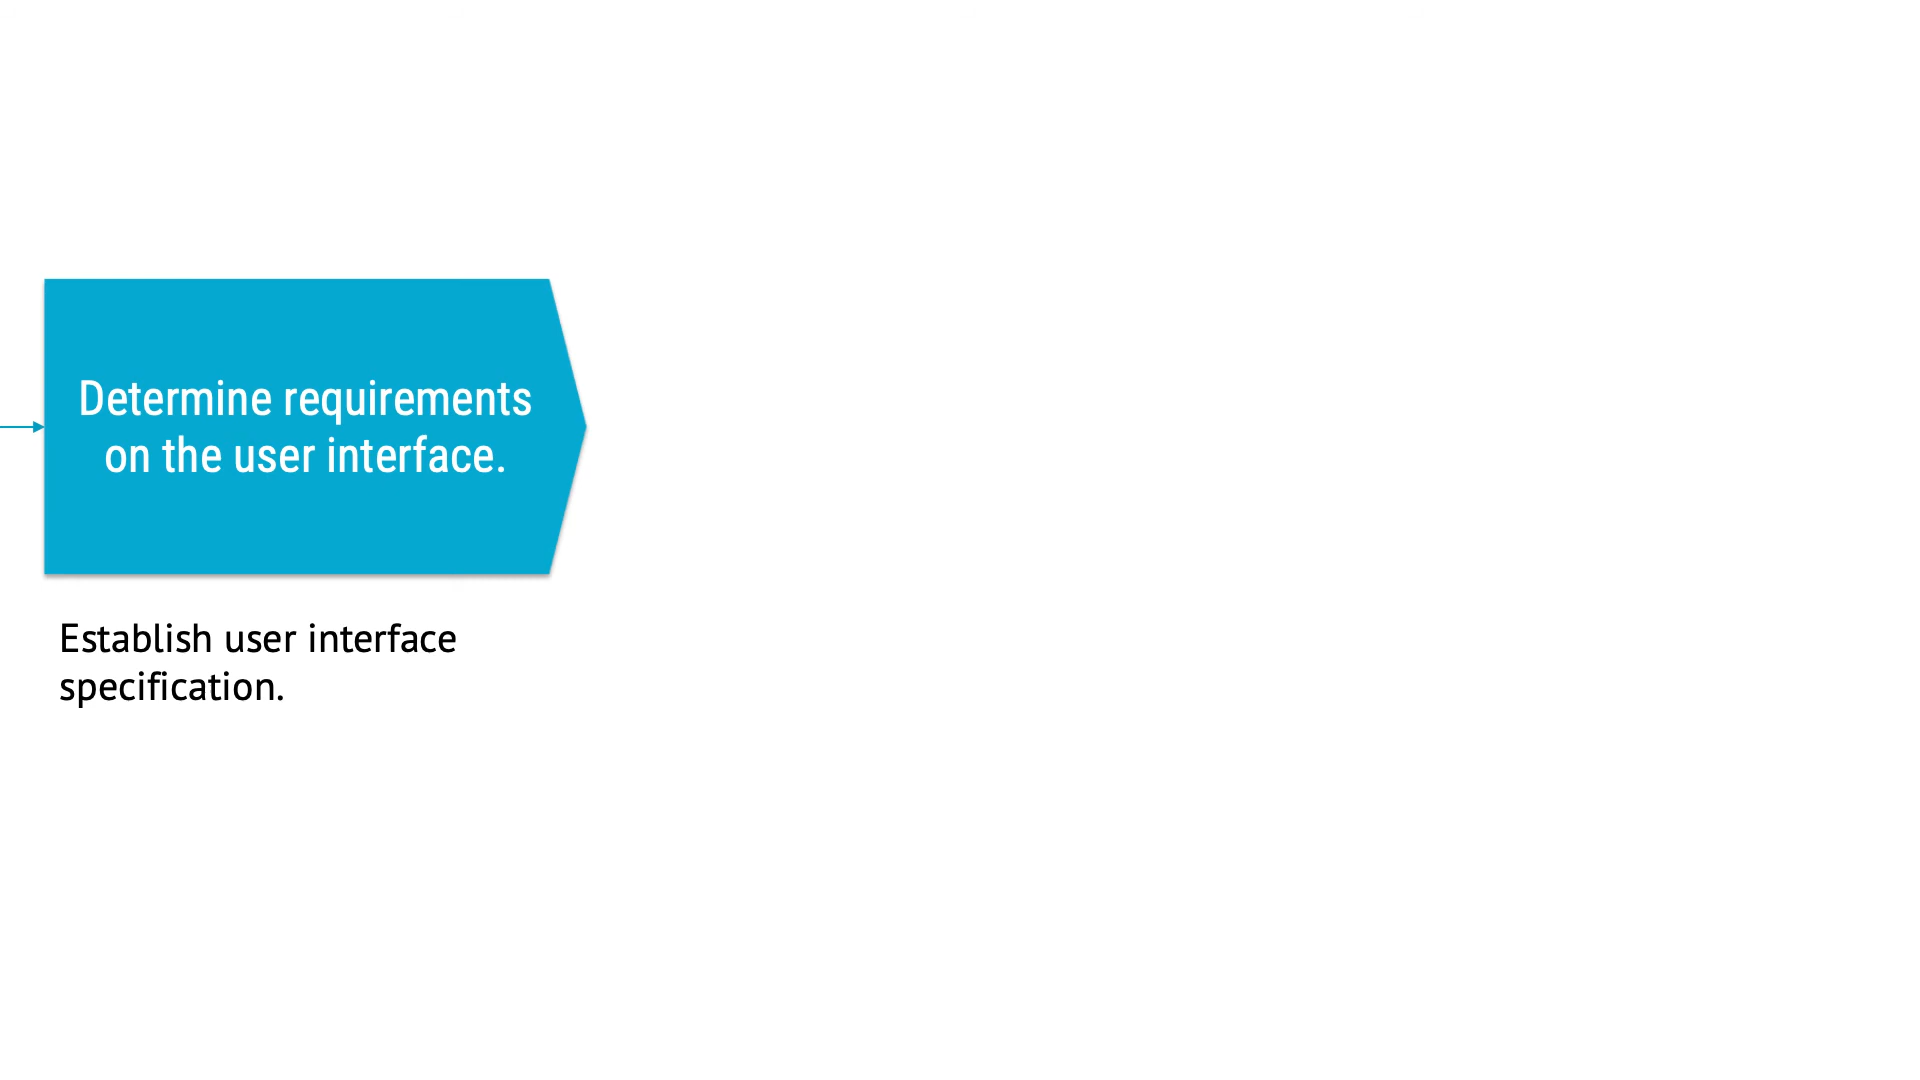 Determine requirements
on the user interface.
Establish user interface
specification.